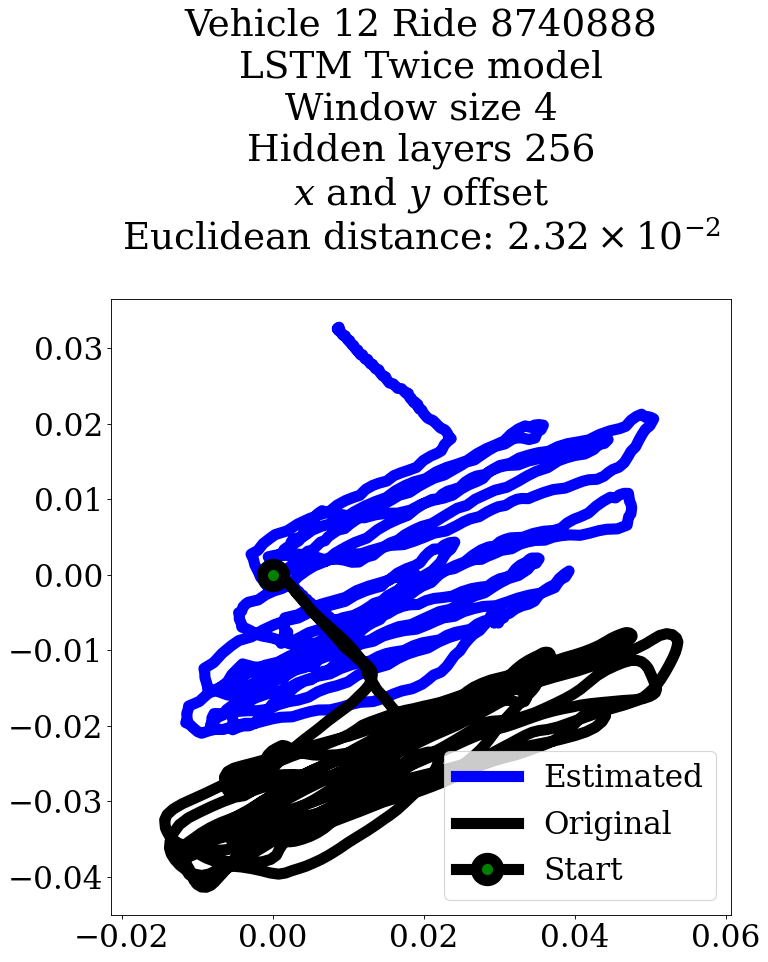 Vehicle 12 Ride 8740888
LSTM Twice model
Window size 4
Hidden layers 256
x and y offset
Euclidean distance: 2.32 × 10⁻²
0.03
0.02
0.01
0.00
−0.01
−0.02
−0.03
−0.04
Estimated
Original
Start
−0.02 0.00 0.02 0.04 0.06